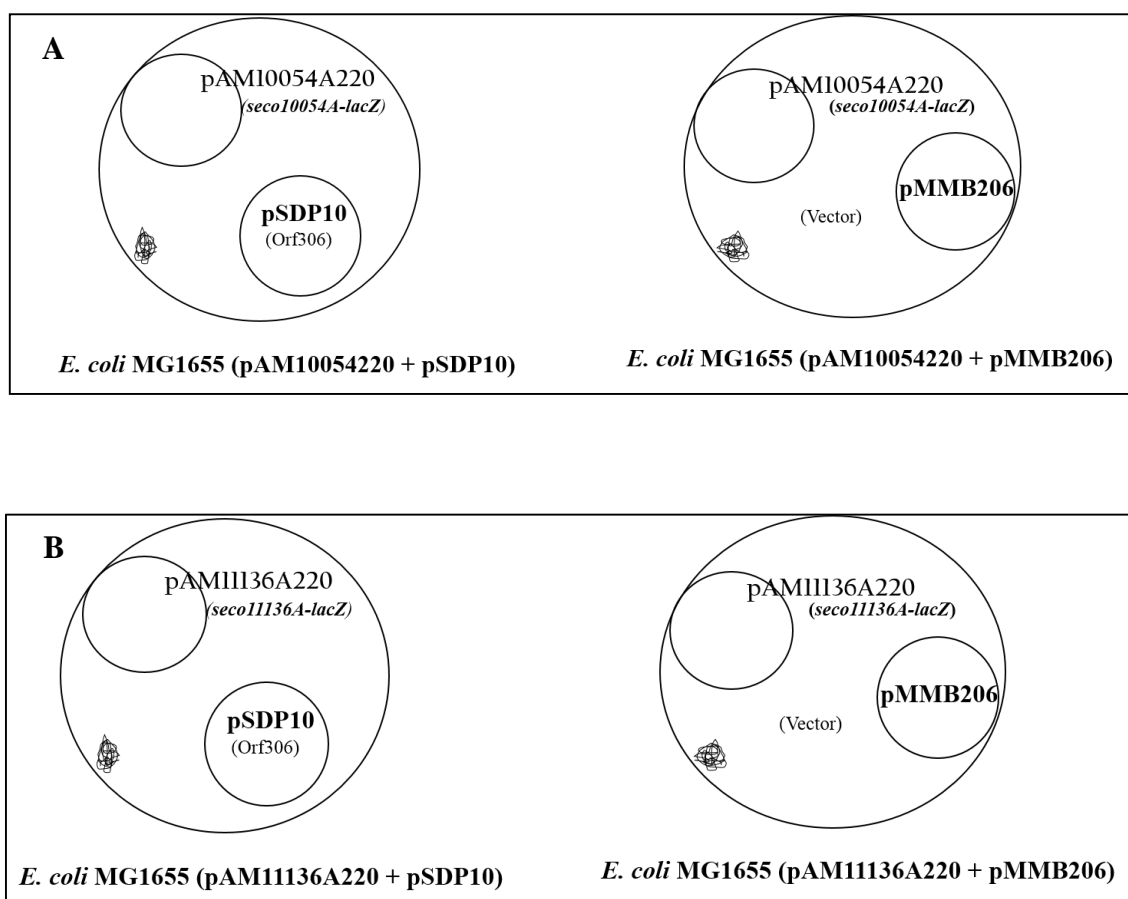 A
pAM10054A220
(seco10054A-lacZ)
pSDP10
(Orf306)
E. coli MG1655 (pAM10054220 + pSDP10)
pAM10054A220
(seco10054A-lacZ)
pMMB206
(Vector)
E. coli MG1655 (pAM10054220 + pMMB206)
B
pAM11136A220
(seco11136A-lacZ)
pSDP10
(Orf306)
E. coli MG1655 (pAM11136A220 + pSDP10)
pAM11136A220
(seco11136A-lacZ)
pMMB206
(Vector)
E. coli MG1655 (pAM11136A220 + pMMB206)